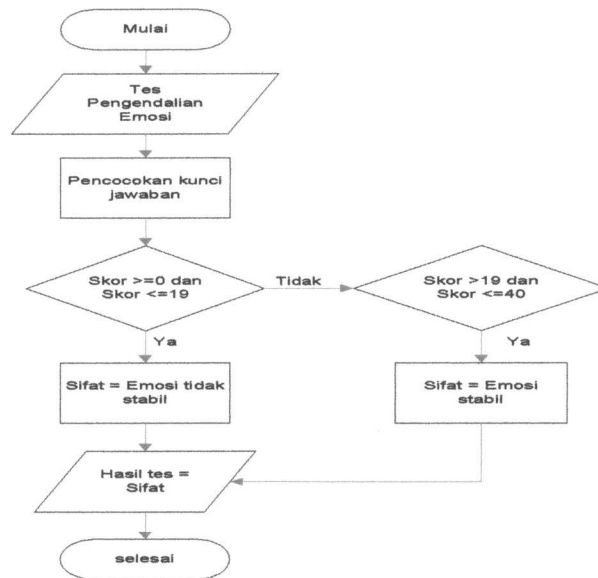 Mulai
Tes
Pengendalian
Emosi
Pencocokan kunci
jawaban
Skor >=0 dan
Skor <=19
Tidak
Skor >19 dan
Skor <=40
Ya
Ya
Sifat = Emosi tidak
stabil
Sifat = Emosi
stabil
Hasil tes =
Sifat
selesai